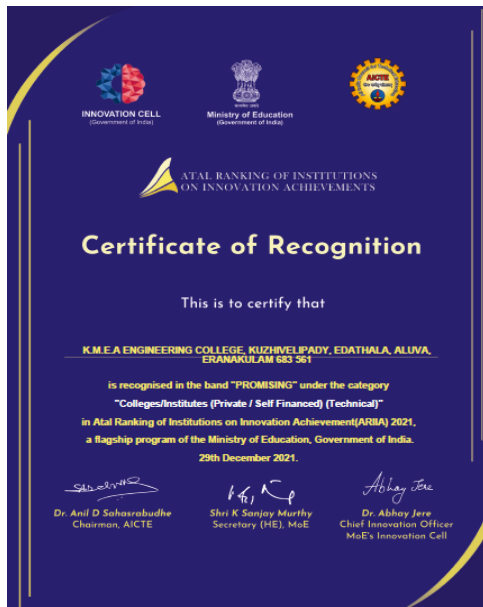 INNOVATION CELL
(Government of India)
Ministry of Education
(Government of India)
AICTE
ATAL RANKING OF INSTITUTIONS
ON INNOVATION ACHIEVEMENTS
Certificate of Recognition
This is to certify that
K.M.E.A ENGINEERING COLLEGE, KUZHIVELIPADY, EDATHALA, ALUVA,
ERANAKULAM 683 561
is recognised in the band "PROMISING" under the category
"Colleges/Institutes (Private / Self Financed) (Technical)"
in Atal Ranking of Institutions on Innovation Achievement(ARIIA) 2021,
a flagship program of the Ministry of Education, Government of India.
29th December 2021.
Abhay Jere
Dr. Anil D Sahasrabudhe
Chairman, AICTE
Shri K Sanjay Murthy
Secretary (HE), MoE
Dr. Abhay Jere
Chief Innovation Officer
MoE's Innovation Cell